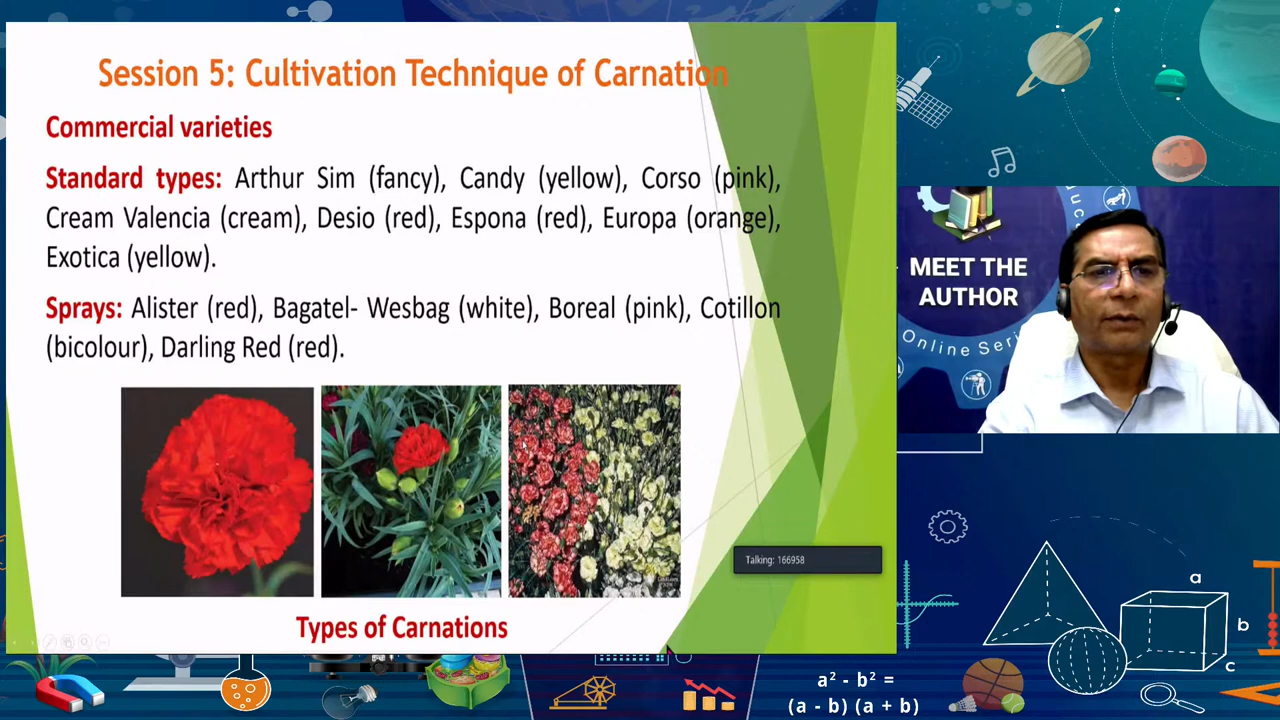 Session 5: Cultivation Technique of Carnation
Commercial varieties
Standard types: Arthur Sim (fancy), Candy (yellow), Corso (pink),
Cream Valencia (cream), Desio (red), Espona (red), Europa (orange),
Exotica (yellow).
Sprays: Alister (red), Bagatel- Wesbag (white), Boreal (pink), Cotillon
(bicolour), Darling Red (red).
Types of Carnations
Talking: 166958
MEET THE
AUTHOR
Online Seri
a
b
c
a² - b² =
(a - b) (a + b)